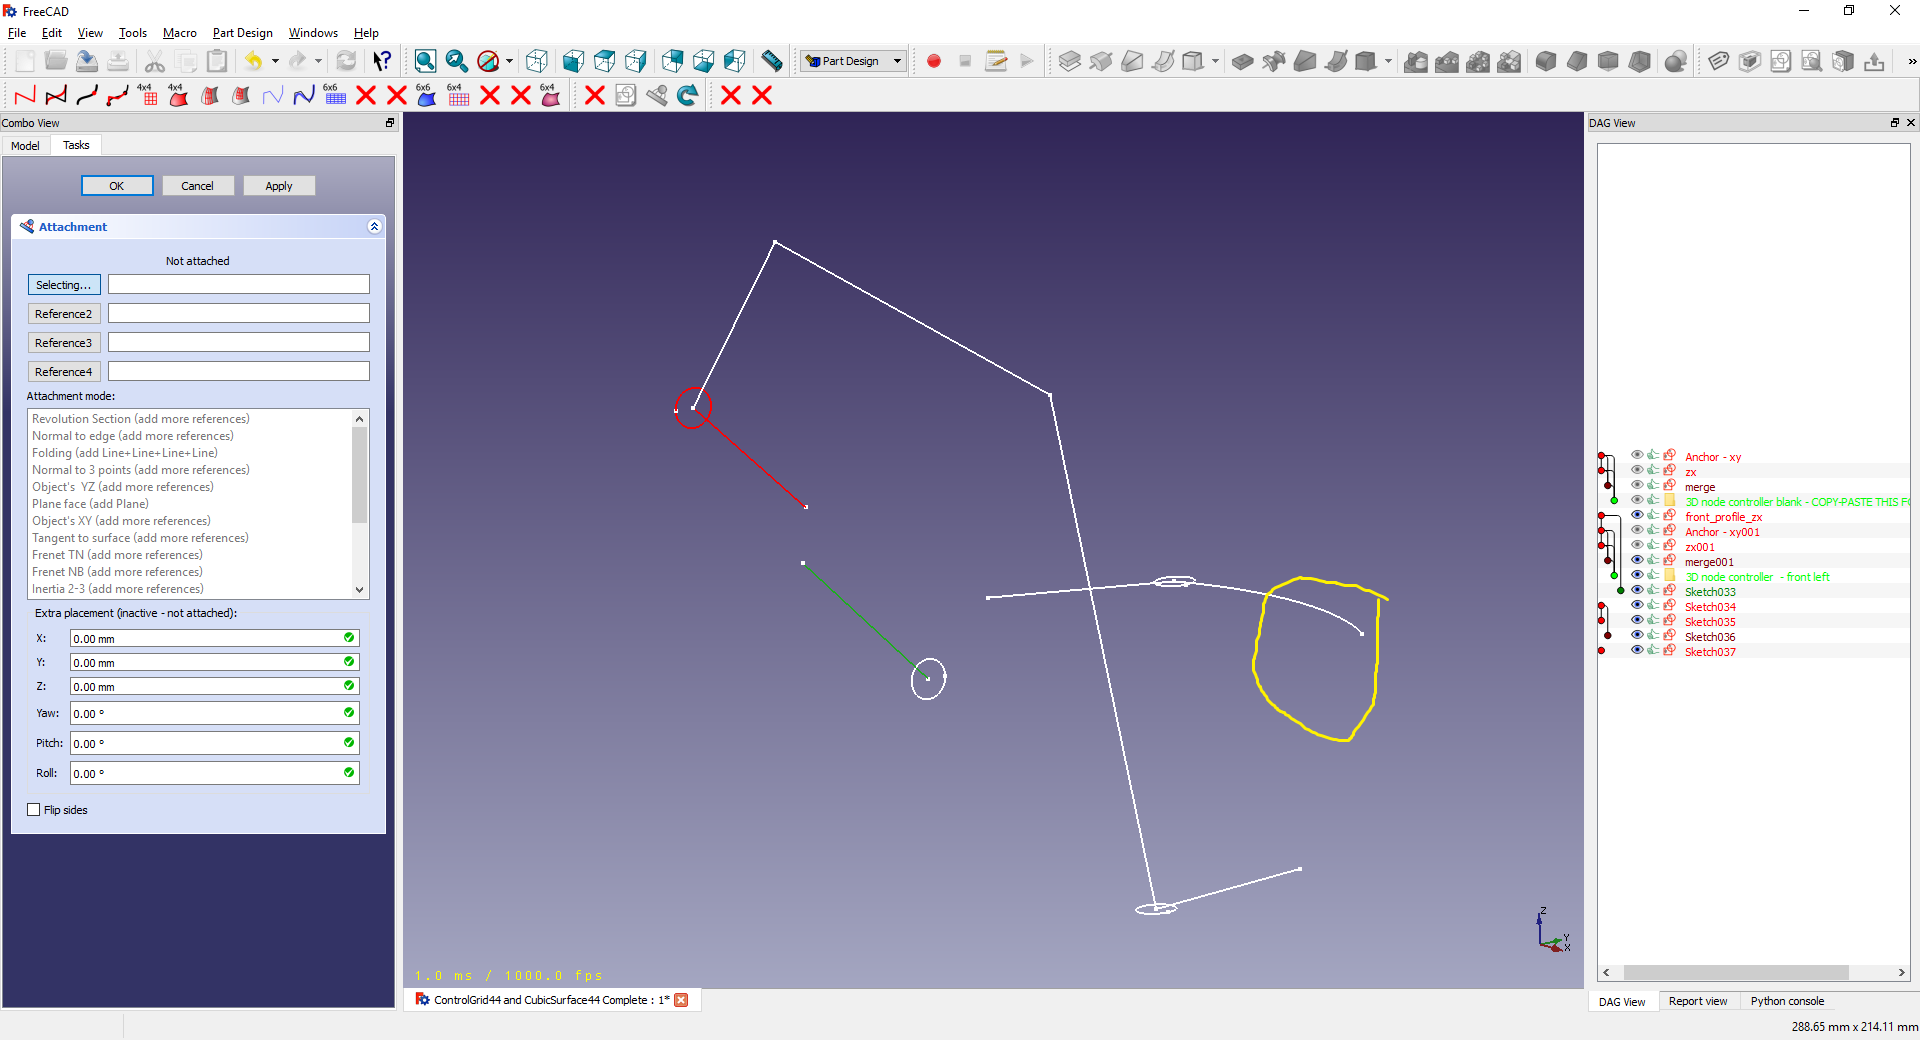 FreeCAD
File Edit View Tools Macro Part Design Windows Help
Part Design
4x4 4x4 6x6 6x6 6x4 6x4
Combo View
Model Tasks
OK Cancel Apply
Attachment
Not attached
Selecting...
Reference2
Reference3
Reference4
Attachment mode:
Revolution Section (add more references)
Normal to edge (add more references)
Folding (add Line+Line+Line+Line)
Normal to 3 points (add more references)
Object's YZ (add more references)
Plane face (add Plane)
Object's XY (add more references)
Tangent to surface (add more references)
Frenet TN (add more references)
Frenet NB (add more references)
Inertia 2-3 (add more references)
Extra placement (inactive - not attached):
X: 0.00 mm
Y: 0.00 mm
Z: 0.00 mm
Yaw: 0.00 °
Pitch: 0.00 °
Roll: 0.00 °
Flip sides
Z
Y
X
1.0 ms / 1000.0 fps
ControlGrid44 and CubicSurface44 Complete : 1*
DAG View
Anchor - xy
zx
merge
3D node controller blank - COPY-PASTE THIS FO
front_profile_zx
Anchor - xy001
zx001
merge001
3D node controller - front left
Sketch033
Sketch034
Sketch035
Sketch036
Sketch037
DAG View Report view Python console
288.65 mm x 214.11 mm